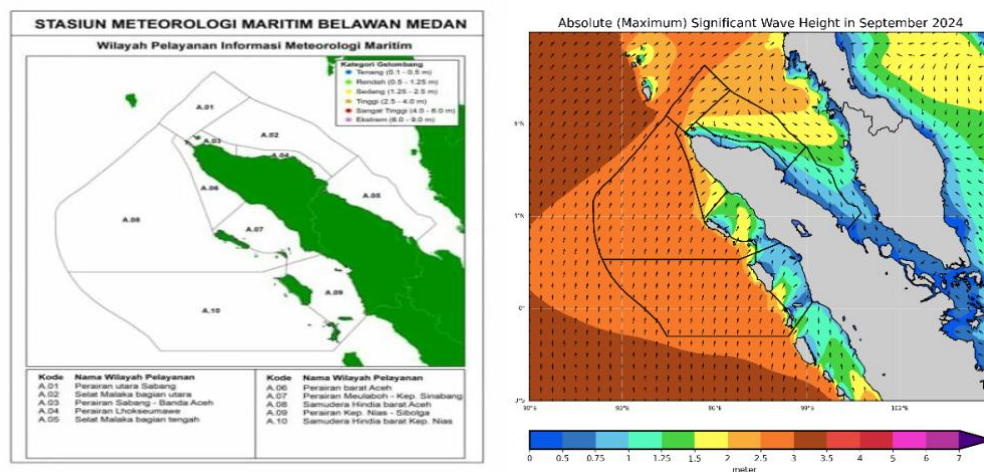 STASIUN METEOROLOGI MARITIM BELAWAN MEDAN
Wilayah Pelayanan Informasi Meteorologi Maritim
Kategori Gelombang
Tenang (0.1 - 0.5 m)
Rendah (0.5 - 1.25 m)
Sedang (1.25 - 2.5 m)
Tinggi (2.5 - 4.0 m)
Sangat Tinggi (4.0 - 6.0 m)
Ekstrem (6.0 - 9.0 m)
A.01
A.02
A.03
A.04
A.05
A.06
A.07
A.08
A.09
A.10
Kode Nama Wilayah Pelayanan
A.01 Perairan utara Sabang
A.02 Selat Malaka bagian utara
A.03 Perairan Sabang - Banda Aceh
A.04 Perairan Lhokseumawe
A.05 Selat Malaka bagian tengah
Kode Nama Wilayah Pelayanan
A.06 Perairan barat Aceh
A.07 Perairan Meulaboh - Kep. Sinabang
A.08 Samudera Hindia barat Aceh
A.09 Perairan Kep. Nias - Sibolga
A.10 Samudera Hindia barat Kep. Nias
Absolute (Maximum) Significant Wave Height in September 2024
0 0.5 0.75 1 1.25 1.5 2 2.5 3 3.5 4 5 6 7
meter